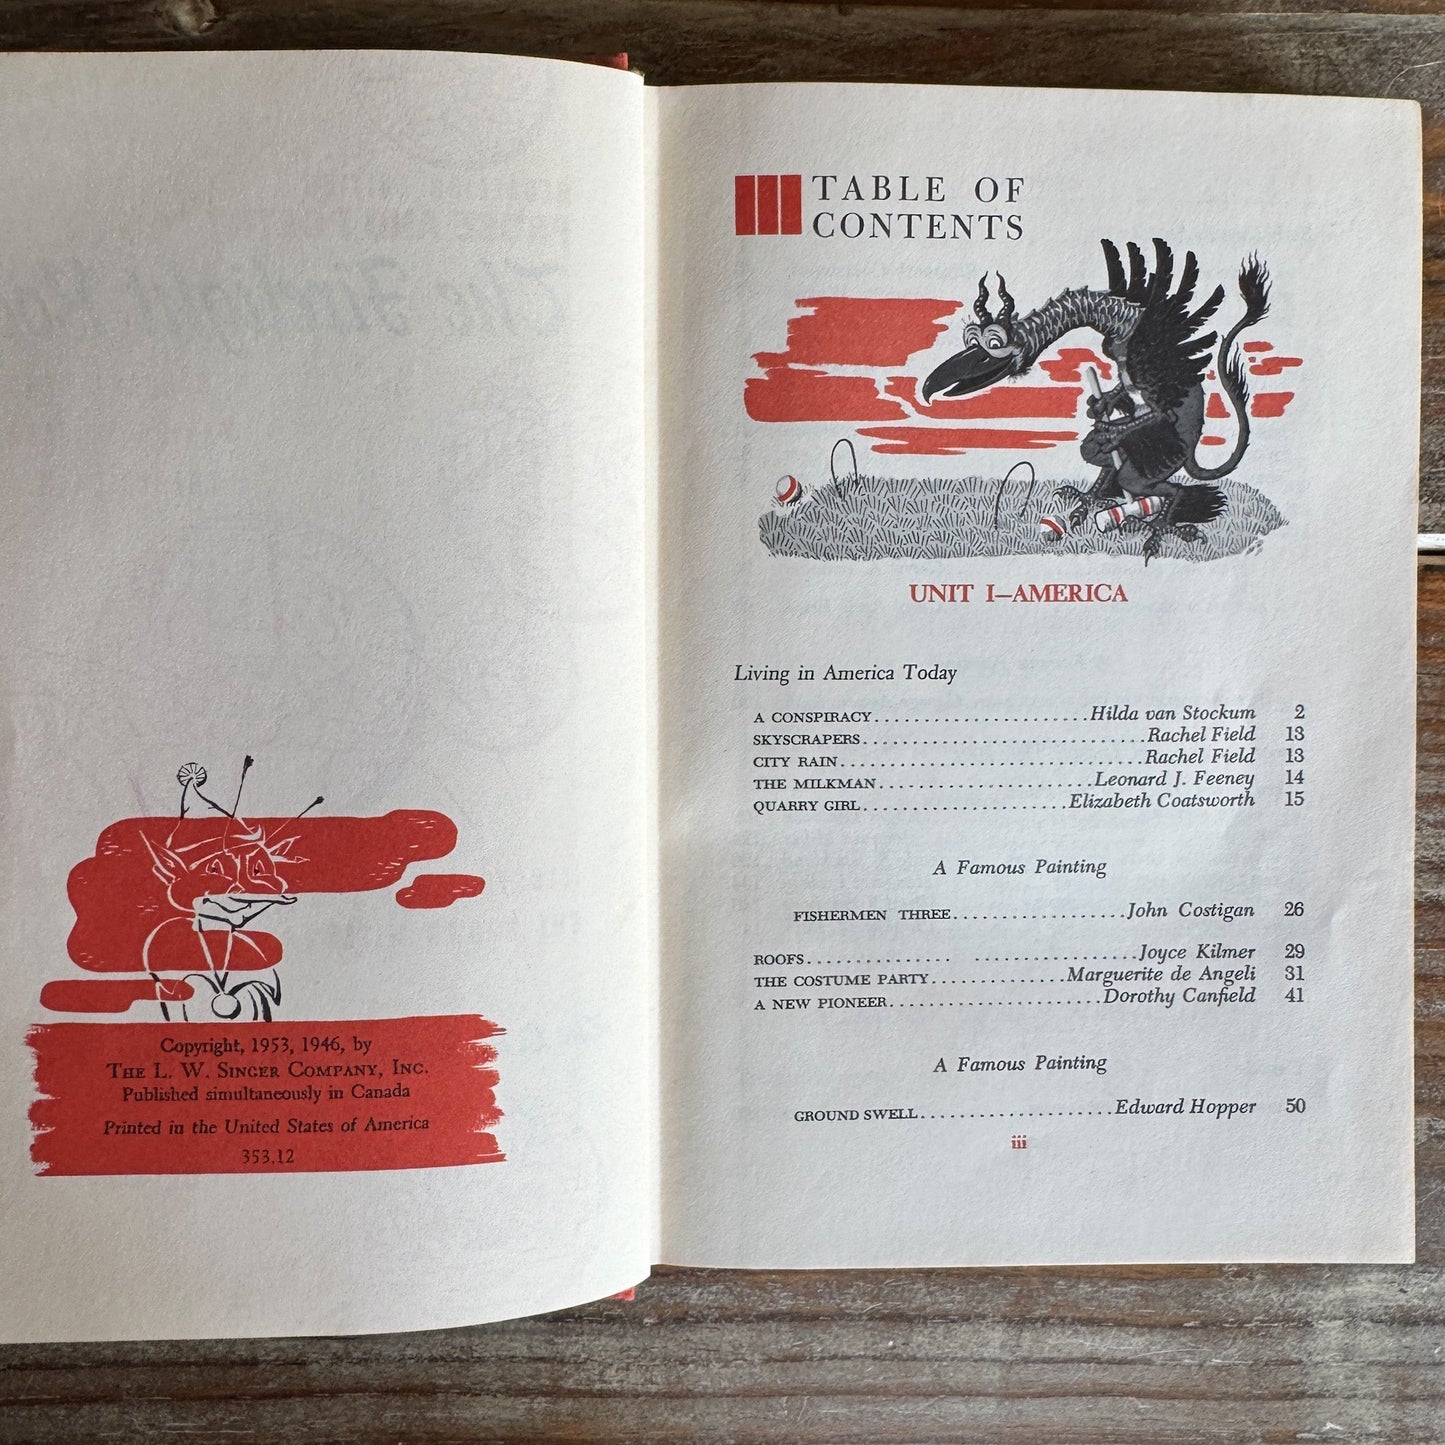 Copyright, 1953, 1946, by
THE L. W. SINGER COMPANY, INC.
Published simultaneously in Canada
Printed in the United States of America
353.12
TABLE OF
CONTENTS
UNIT I—AMERICA
Living in America Today
A CONSPIRACY......................Hilda van Stockum 2
SKYSCRAPERS.............................Rachel Field 13
CITY RAIN...............................Rachel Field 13
THE MILKMAN......................Leonard J. Feeney 14
QUARRY GIRL.....................Elizabeth Coatsworth 15
A Famous Painting
FISHERMEN THREE..................John Costigan 26
ROOFS............... .................Joyce Kilmer 29
THE COSTUME PARTY..............Marguerite de Angeli 31
A NEW PIONEER......................Dorothy Canfield 41
A Famous Painting
GROUND SWELL....................Edward Hopper 50
iii